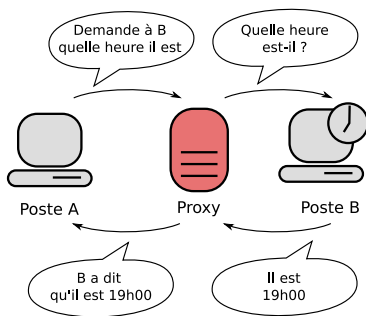 Demande à B
quelle heure il est
Quelle heure
est-il ?
Poste A
Proxy
Poste B
B a dit
qu'il est 19h00
Il est
19h00